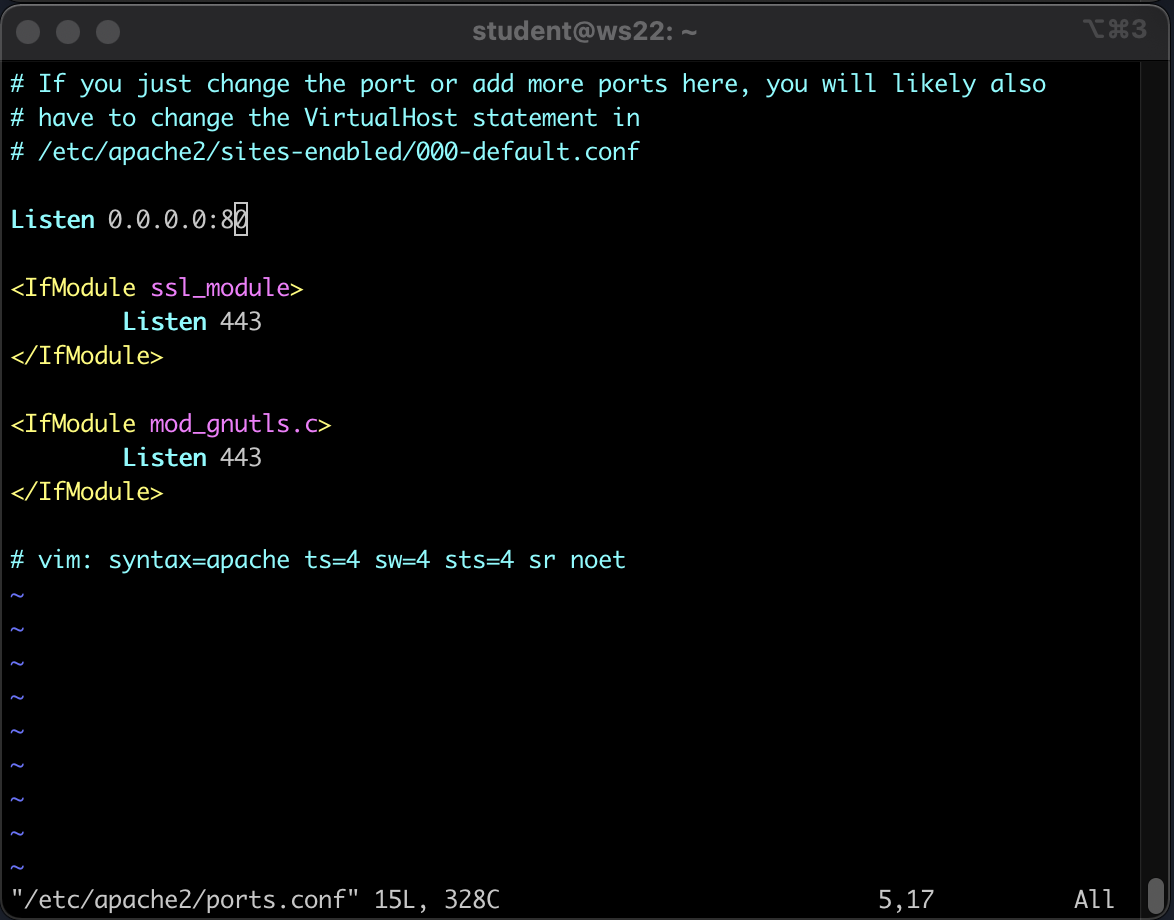 student@ws22: ~
⌥⌘3
# If you just change the port or add more ports here, you will likely also
# have to change the VirtualHost statement in
# /etc/apache2/sites-enabled/000-default.conf
Listen 0.0.0.0:80
<IfModule ssl_module>
        Listen 443
</IfModule>
<IfModule mod_gnutls.c>
        Listen 443
</IfModule>
# vim: syntax=apache ts=4 sw=4 sts=4 sr noet
~
~
~
~
~
~
~
~
~
"/etc/apache2/ports.conf" 15L, 328C 5,17 All